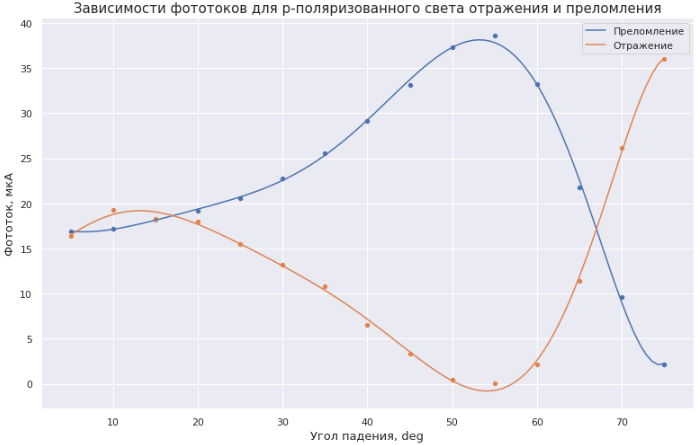 Зависимости фототоков для p-поляризованного света отражения и преломления
Преломление
Отражение
Фототок, мкА
40
35
30
25
20
15
10
5
0
10 20 30 40 50 60 70
Угол падения, deg